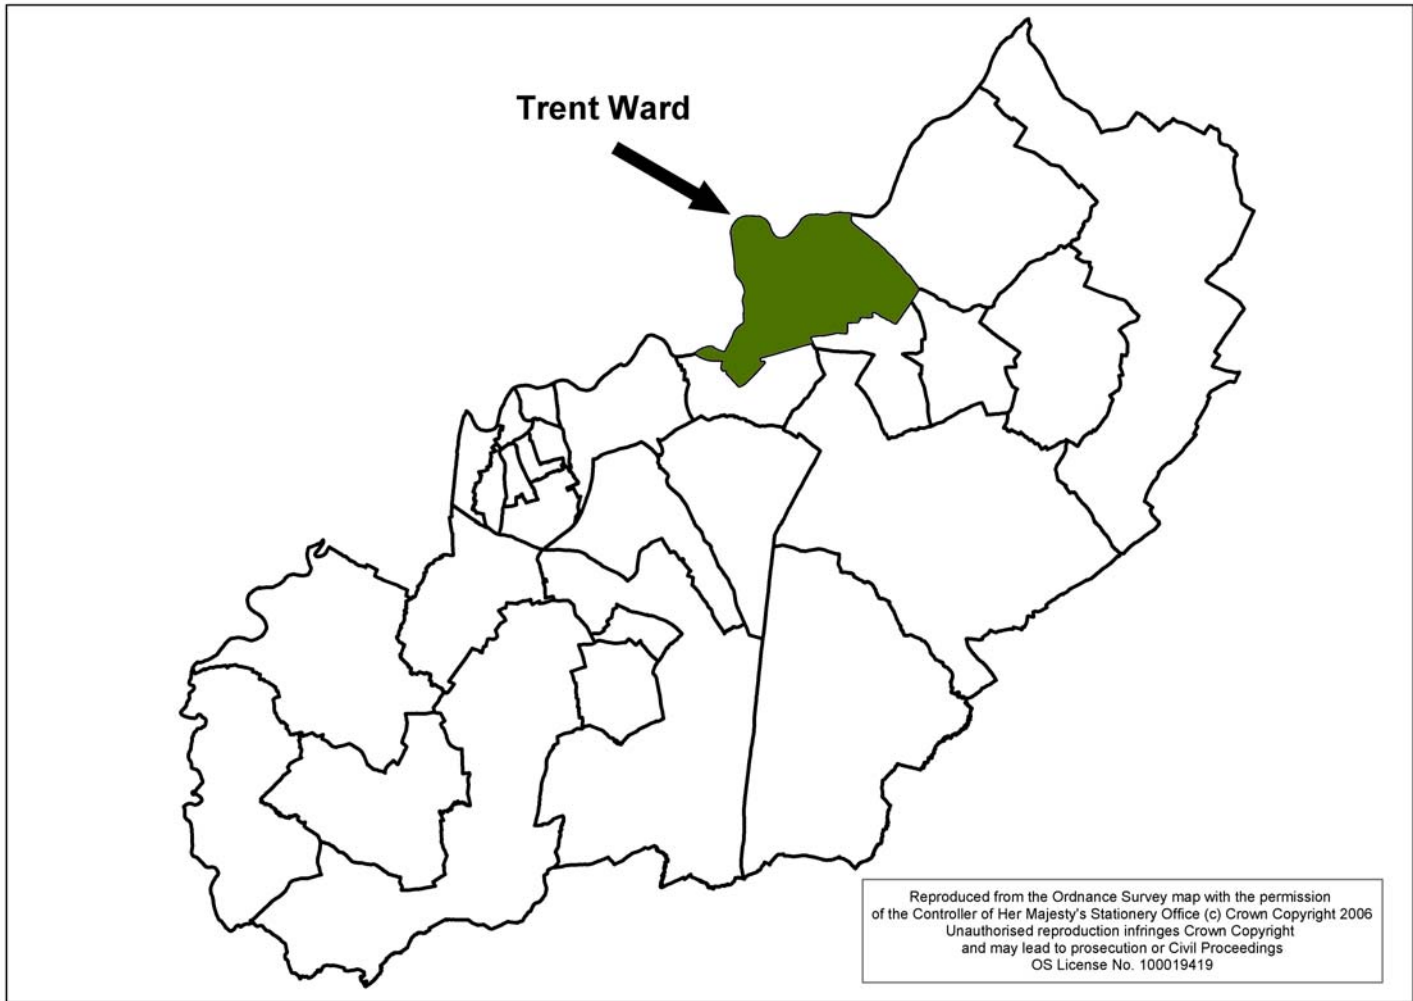 Trent Ward
Reproduced from the Ordnance Survey map with the permission
of the Controller of Her Majesty's Stationery Office (c) Crown Copyright 2006
Unauthorised reproduction infringes Crown Copyright
and may lead to prosecution or Civil Proceedings
OS License No. 100019419